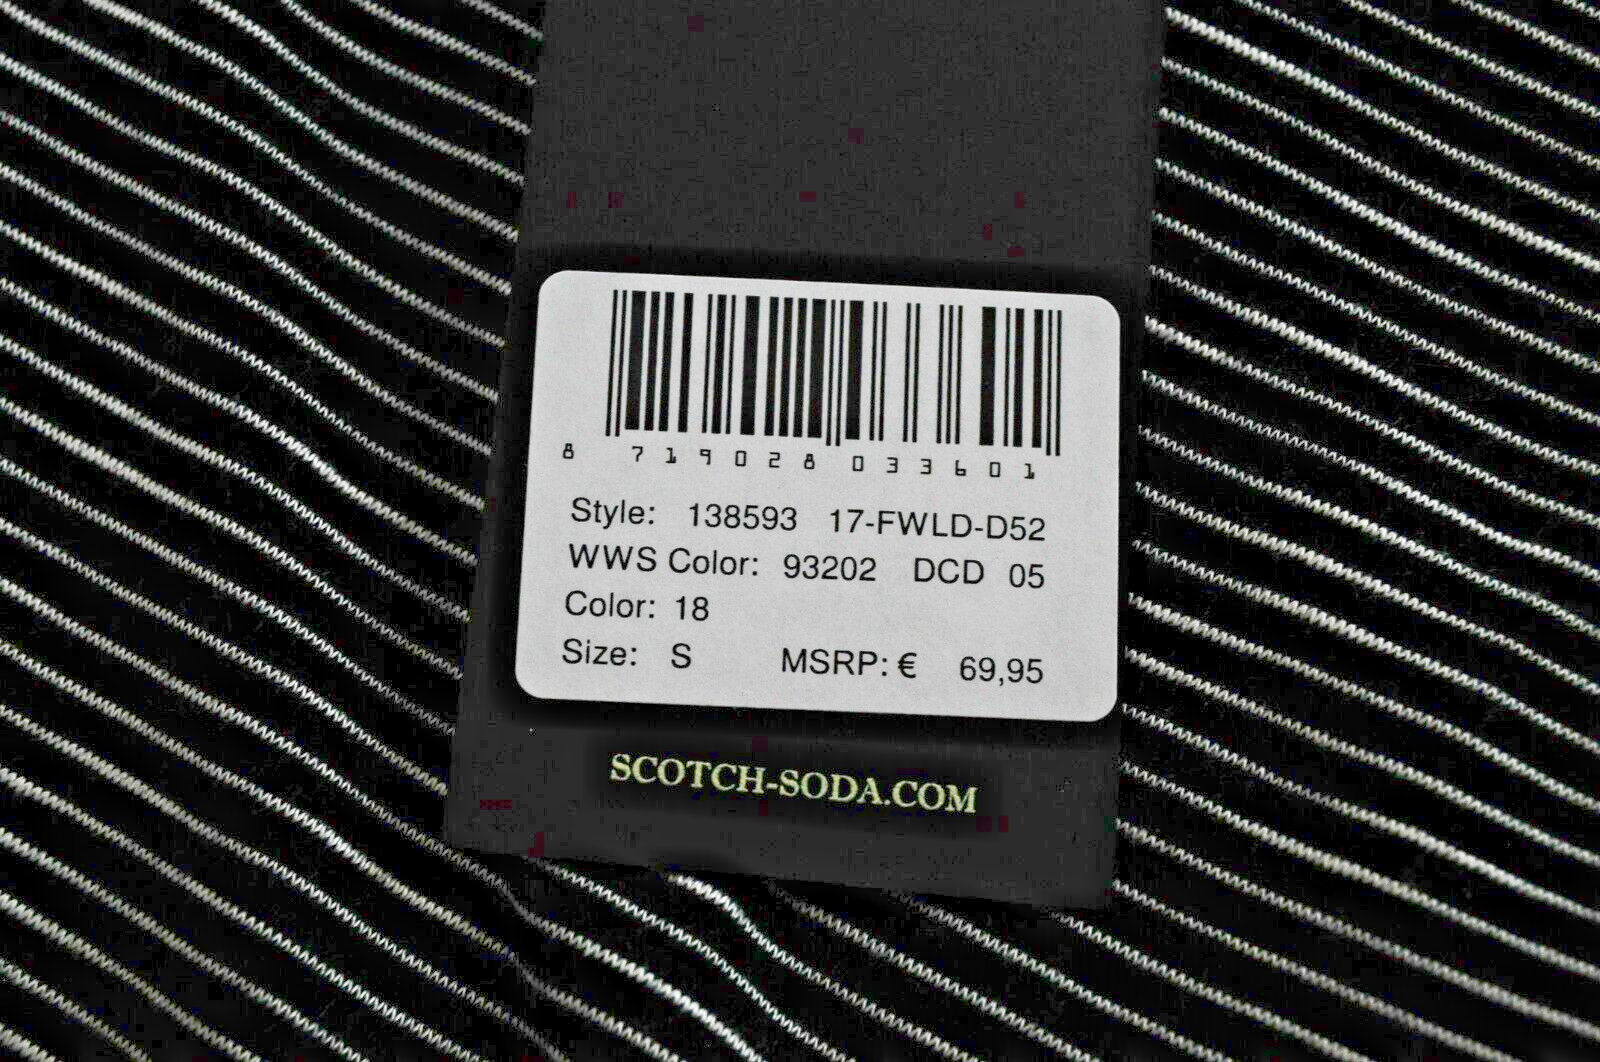 8 719028 033601
Style: 138593 17-FWLD-D52
WWS Color: 93202 DCD 05
Color: 18
Size: S MSRP: € 69,95
SCOTCH-SODA.COM